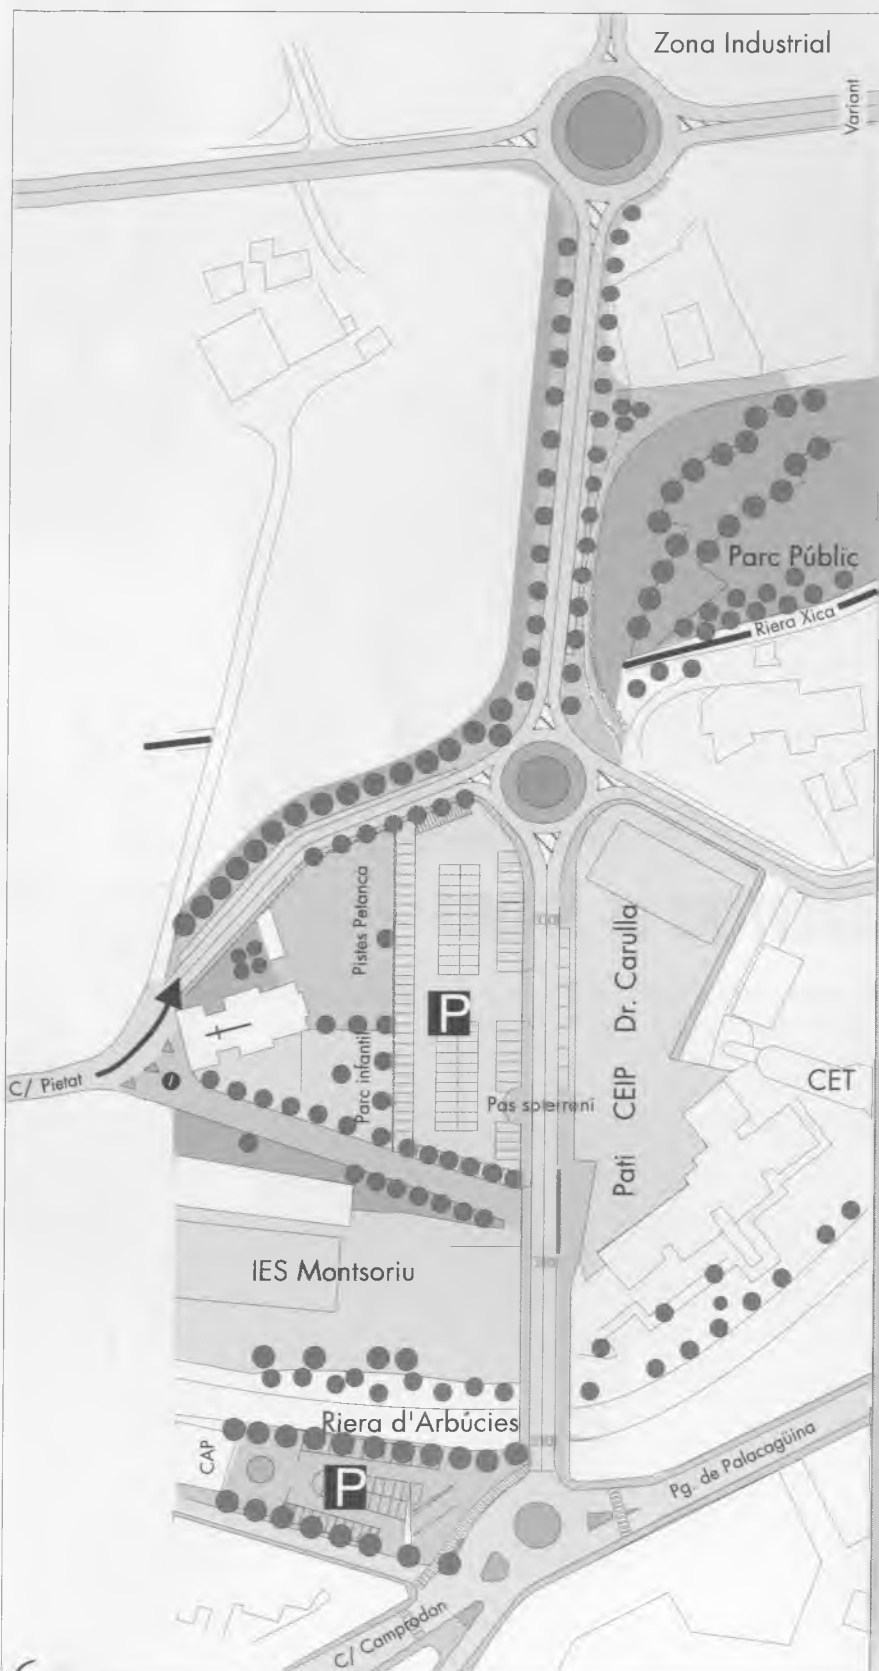 Zona Industrial
Variant
Parc Públic
Riera Xica
Pistes Petanca
P
Parc infantil
Pas soterrani
Pati CEIP Dr. Carulla
CET
C/ Pietat
IES Montsoriu
Riera d'Arbúcies
CAP
P
Pg. de Palacagüina
C/ Camprodon